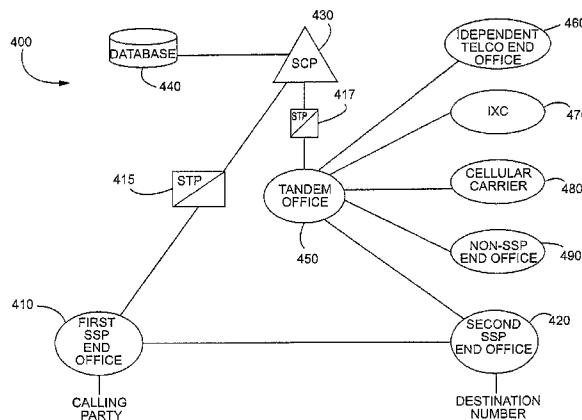 400
DATABASE
440
430
SCP
STP
417
415
STP
TANDEM
OFFICE
450
IDEPENDENT
TELCO END
OFFICE
460
IXC
470
CELLULAR
CARRIER
480
NON-SSP
END OFFICE
490
410
FIRST
SSP
END
OFFICE
SECOND
SSP
END OFFICE
420
CALLING
PARTY
DESTINATION
NUMBER